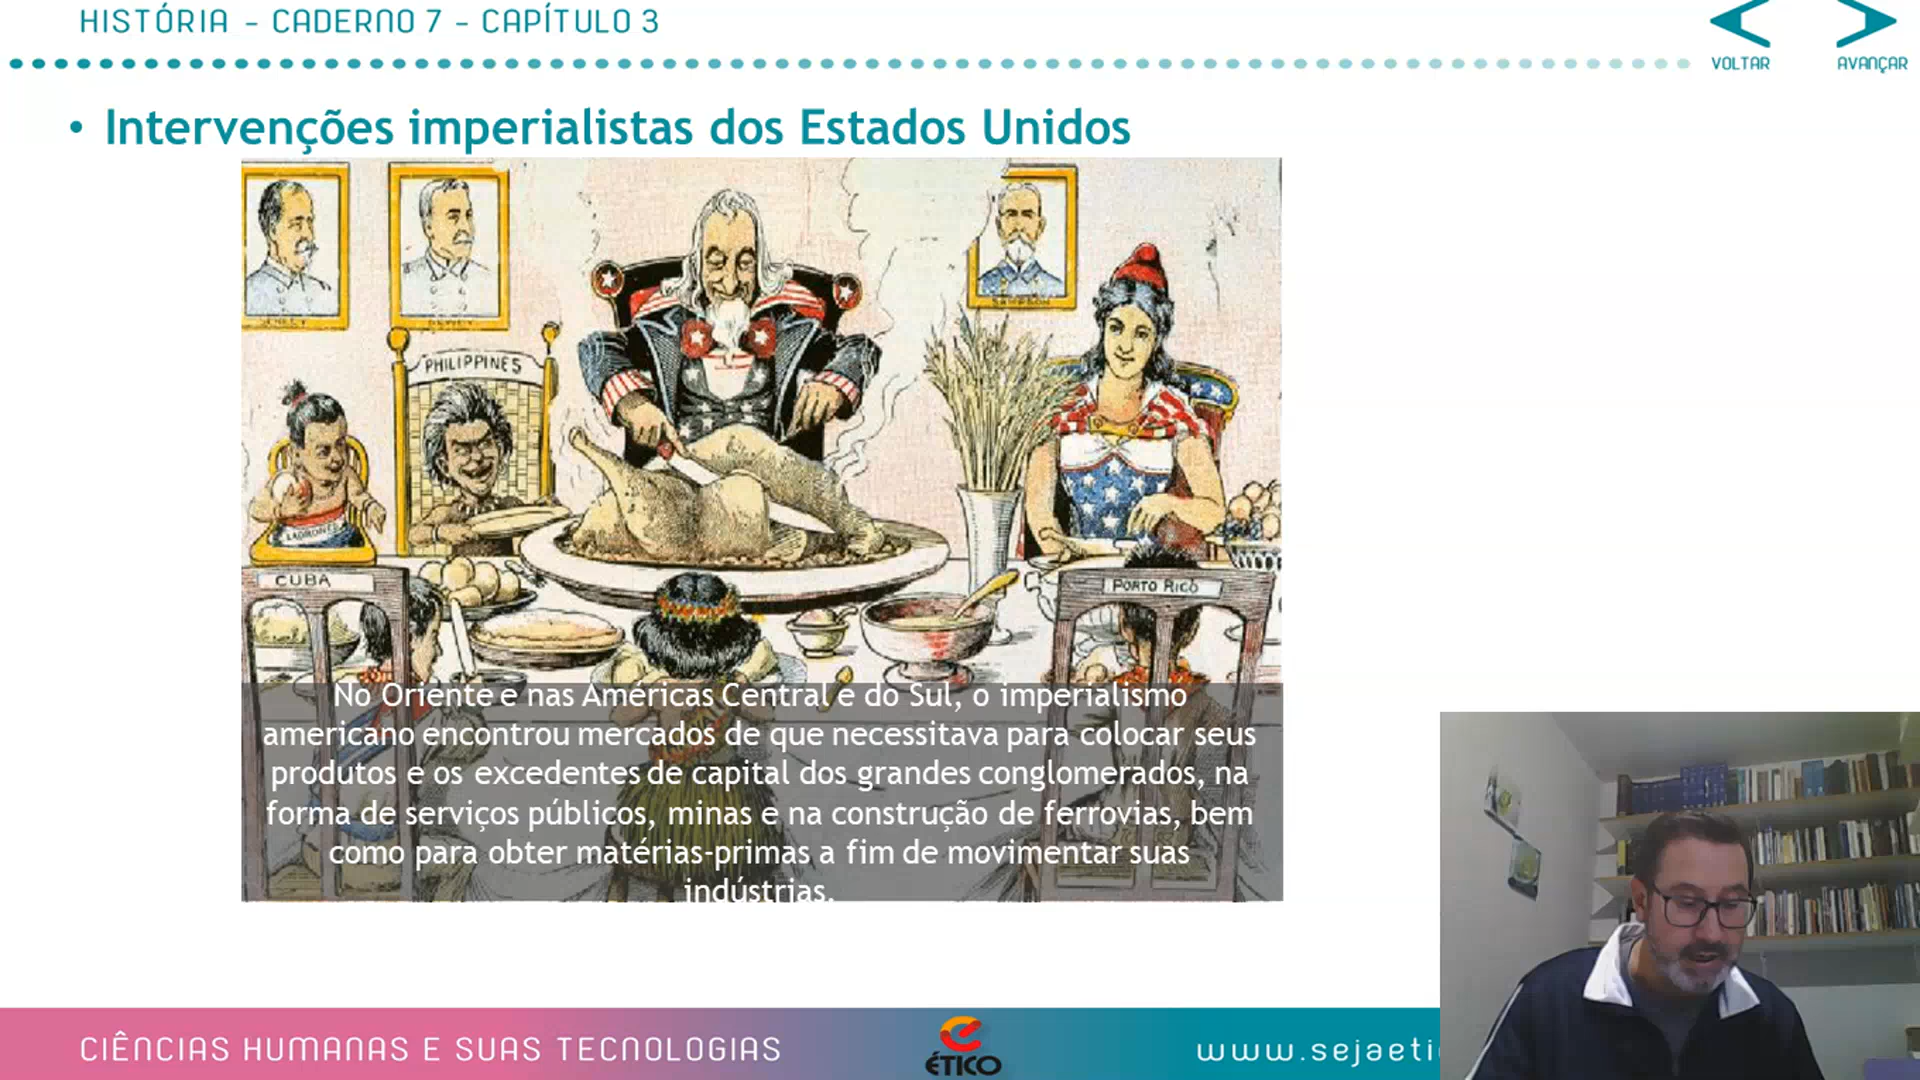 HISTÓRIA - CADERNO 7 - CAPÍTULO 3
VOLTAR
AVANÇAR
• Intervenções imperialistas dos Estados Unidos
SAMPSON
PHILIPPINES
CUBA
PORTO RICO
No Oriente e nas Américas Central e do Sul, o imperialismo
americano encontrou mercados de que necessitava para colocar seus
produtos e os excedentes de capital dos grandes conglomerados, na
forma de serviços públicos, minas e na construção de ferrovias, bem
como para obter matérias-primas a fim de movimentar suas
indústrias.
CIÊNCIAS HUMANAS E SUAS TECNOLOGIAS
ÉTICO
www.sejaeti